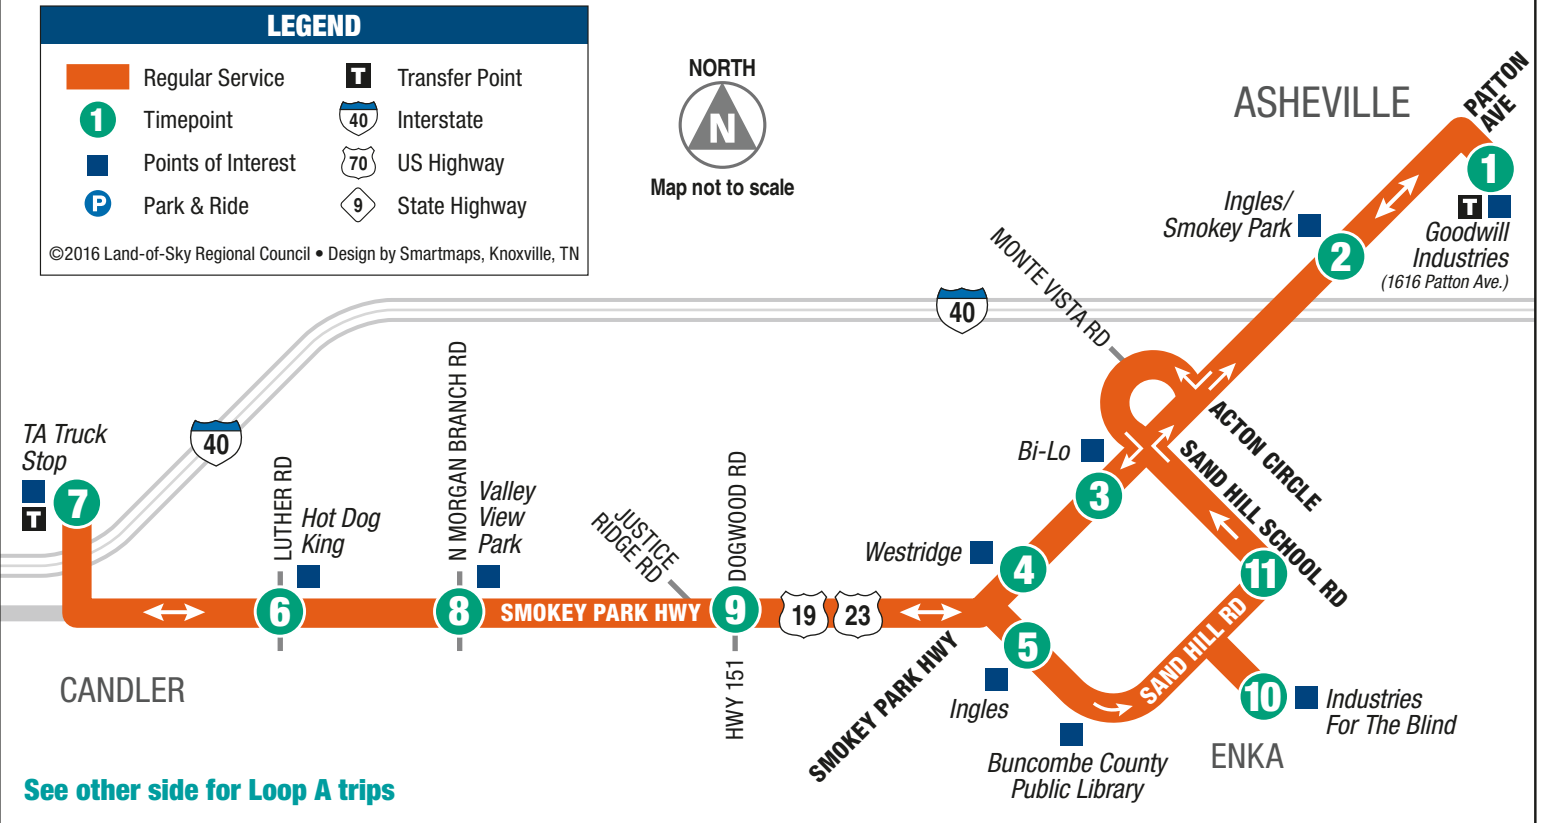 LEGEND
Regular Service
T Transfer Point
1 Timepoint
40 Interstate
Points of Interest
70 US Highway
P Park & Ride
9 State Highway
©2016 Land-of-Sky Regional Council • Design by Smartmaps, Knoxville, TN
NORTH
N
Map not to scale
ASHEVILLE
PATTON
AVE
1
T
Goodwill
Industries
(1616 Patton Ave.)
Ingles/
Smokey Park
2
40
MONTE VISTA RD
ACTON CIRCLE
SAND HILL SCHOOL RD
Bi-Lo
3
Westridge
4
11
40
TA Truck
Stop
7
T
LUTHER RD
Hot Dog
King
6
N MORGAN BRANCH RD
Valley
View
Park
8
SMOKEY PARK HWY
JUSTICE
RIDGE RD
DOGWOOD RD
9
HWY 151
19
23
SMOKEY PARK HWY
5
Ingles
SAND HILL RD
10
Industries
For The Blind
Buncombe County
Public Library
ENKA
CANDLER
See other side for Loop A trips